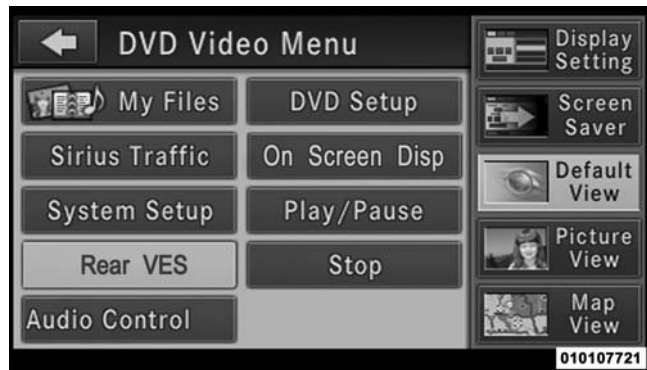 DVD Video Menu
My Files
DVD Setup
Sirius Traffic
On Screen Disp
System Setup
Play/Pause
Rear VES
Stop
Audio Control
Display
Setting
Screen
Saver
Default
View
Picture
View
Map
View
010107721